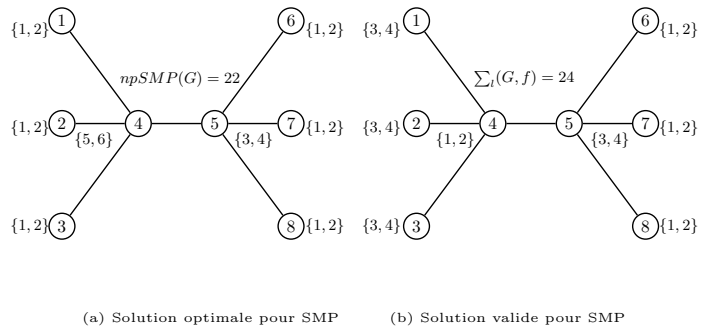 1 6 1 6
{1, 2} {1, 2} {3, 4} {1, 2}
npSMP(G) = 22 ∑l(G, f) = 24
2 4 5 7 2 4 5 7
{1, 2} {5, 6} {3, 4} {1, 2} {3, 4} {1, 2} {3, 4} {1, 2}
3 8 3 8
{1, 2} {1, 2} {3, 4} {1, 2}
(a) Solution optimale pour SMP (b) Solution valide pour SMP